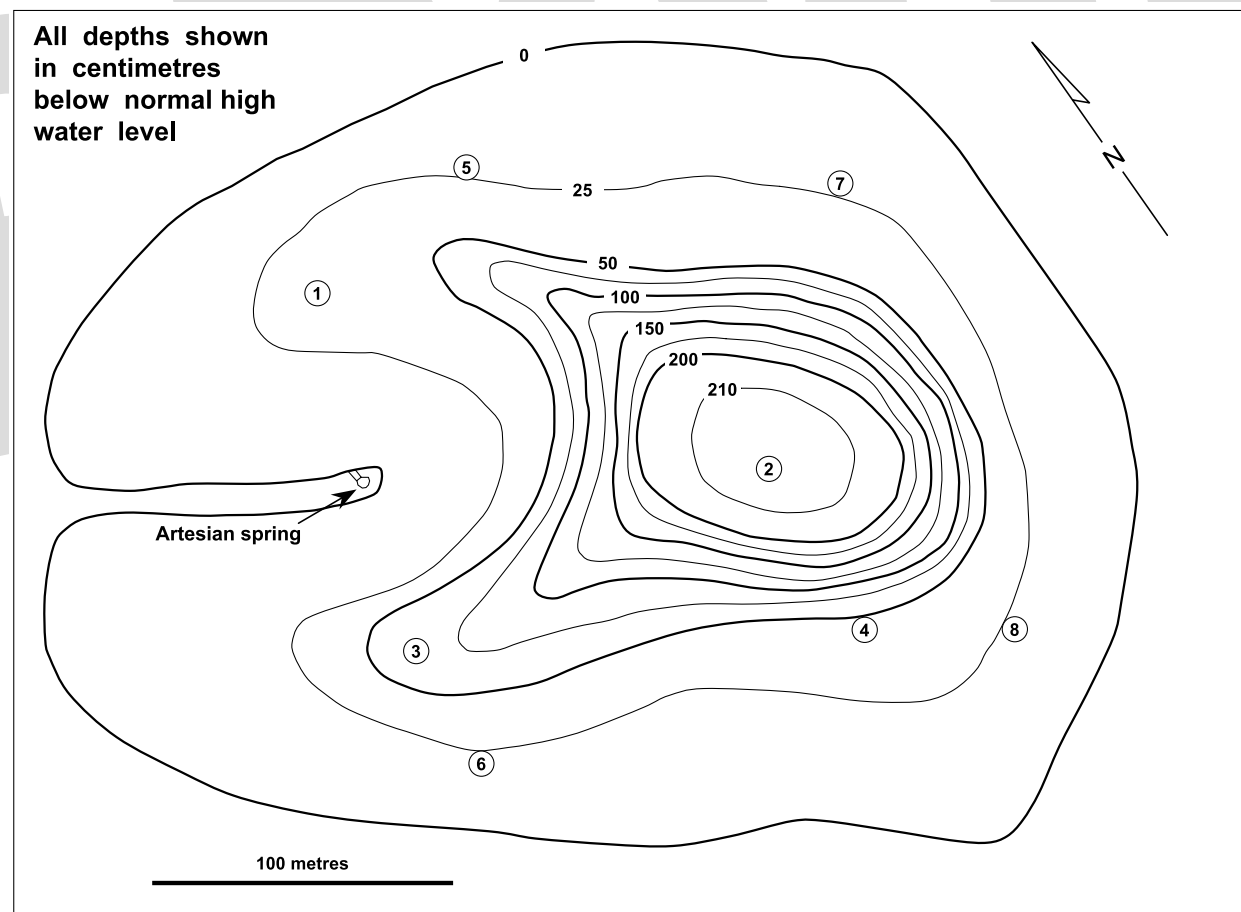 All depths shown
in centimetres
below normal high
water level
0
N
5
25
7
50
1
100
150
200
210
2
Artesian spring
3
4
8
6
100 metres